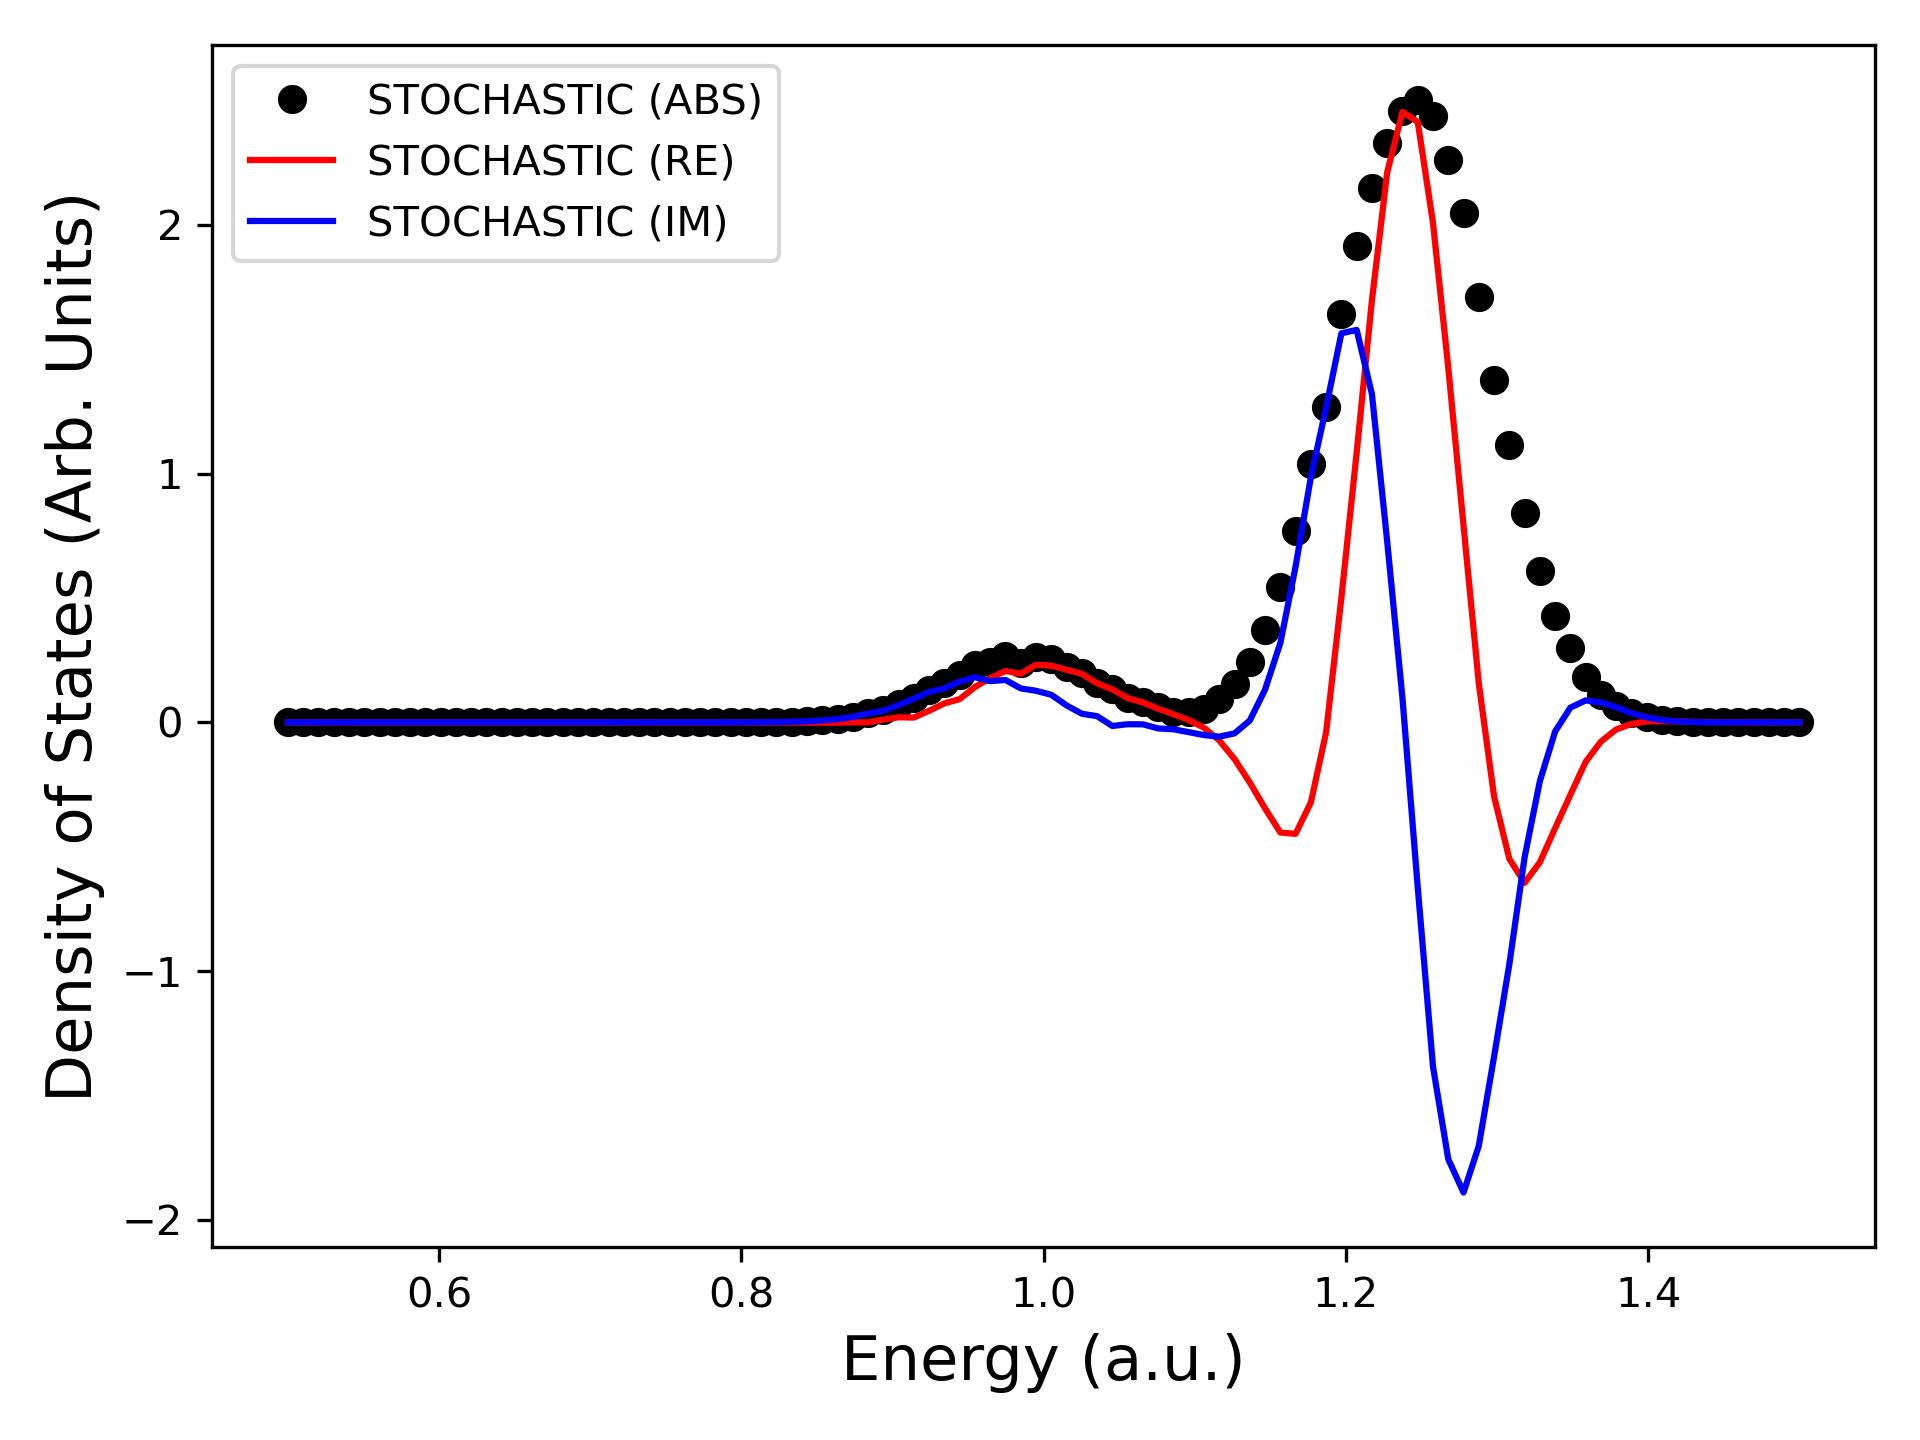 STOCHASTIC (ABS)
STOCHASTIC (RE)
STOCHASTIC (IM)
Density of States (Arb. Units)
2
1
0
−1
−2
0.6 0.8 1.0 1.2 1.4
Energy (a.u.)